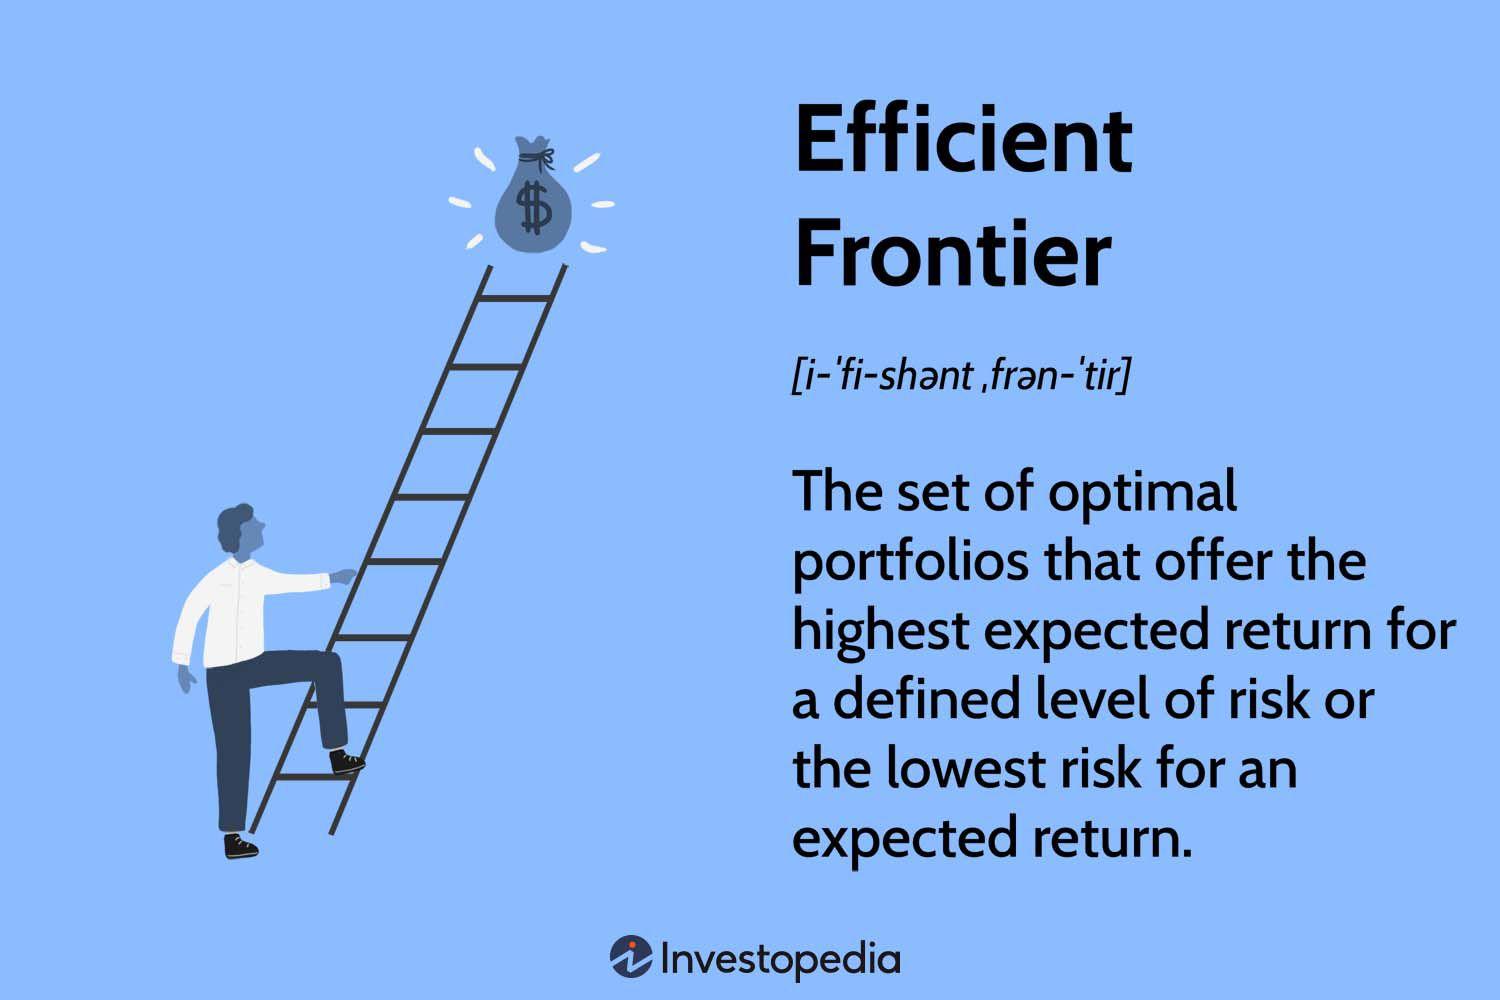 $
Efficient
Frontier
[i-ˈfi-shənt ˌfrən-ˈtir]
The set of optimal
portfolios that offer the
highest expected return for
a defined level of risk or
the lowest risk for an
expected return.
Investopedia